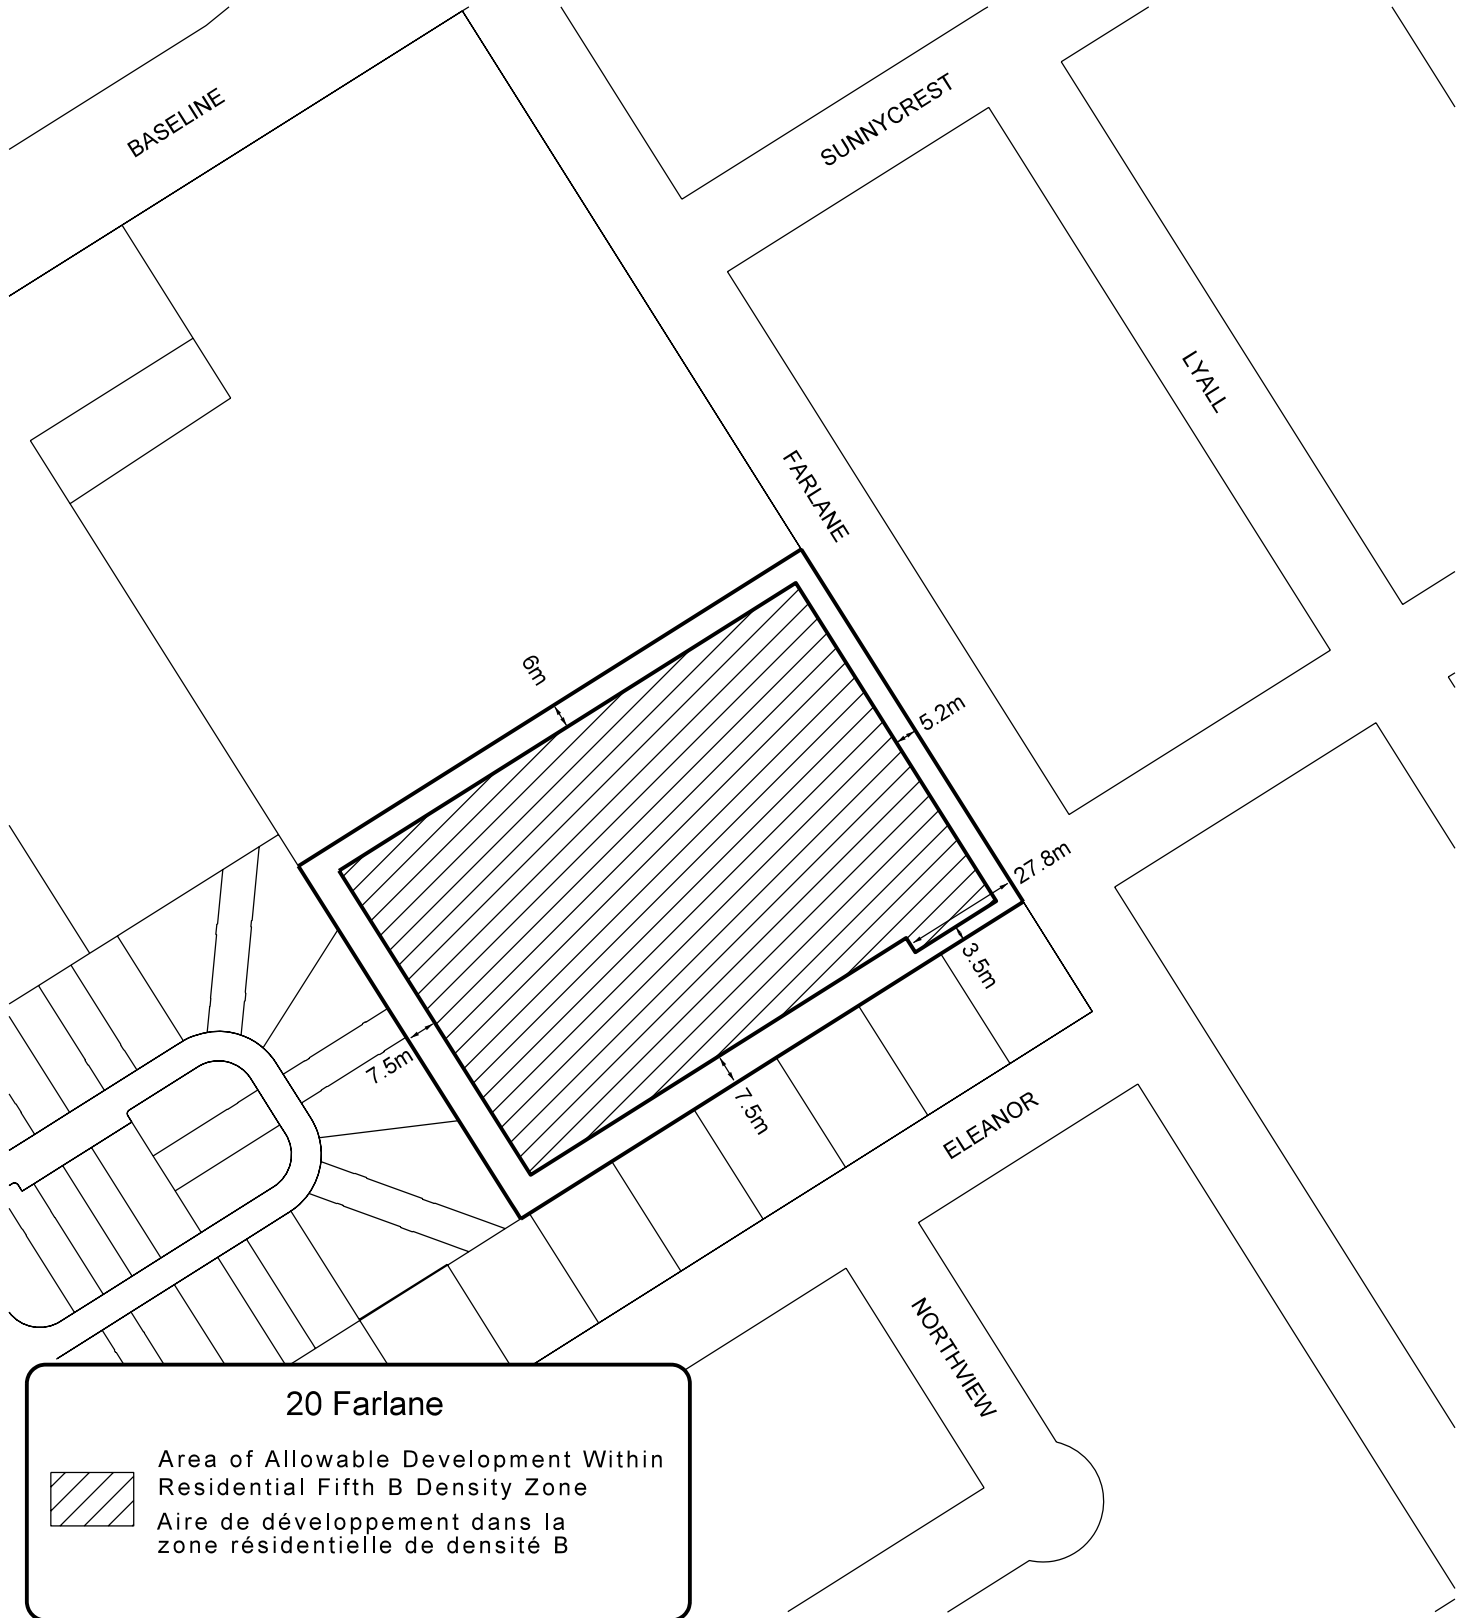 BASELINE
SUNNYCREST
LYALL
FARLANE
6m
5.2m
27.8m
3.5m
7.5m
7.5m
ELEANOR
NORTHVIEW
20 Farlane
Area of Allowable Development Within
Residential Fifth B Density Zone
Aire de développement dans la
zone résidentielle de densité B